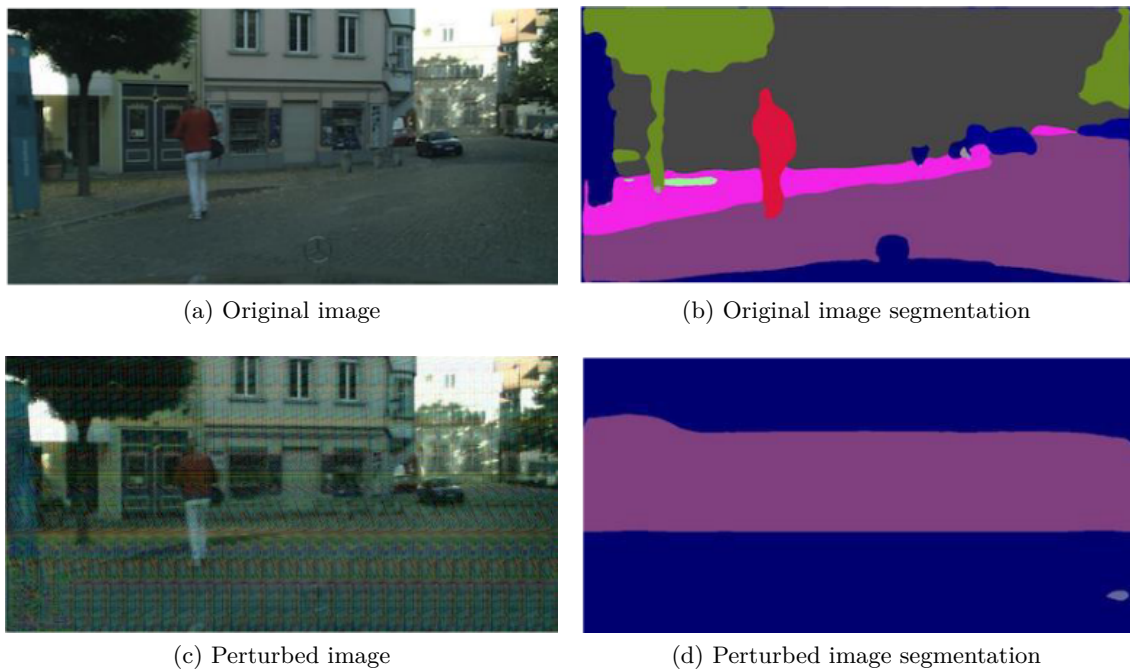 (a) Original image
(b) Original image segmentation
(c) Perturbed image
(d) Perturbed image segmentation